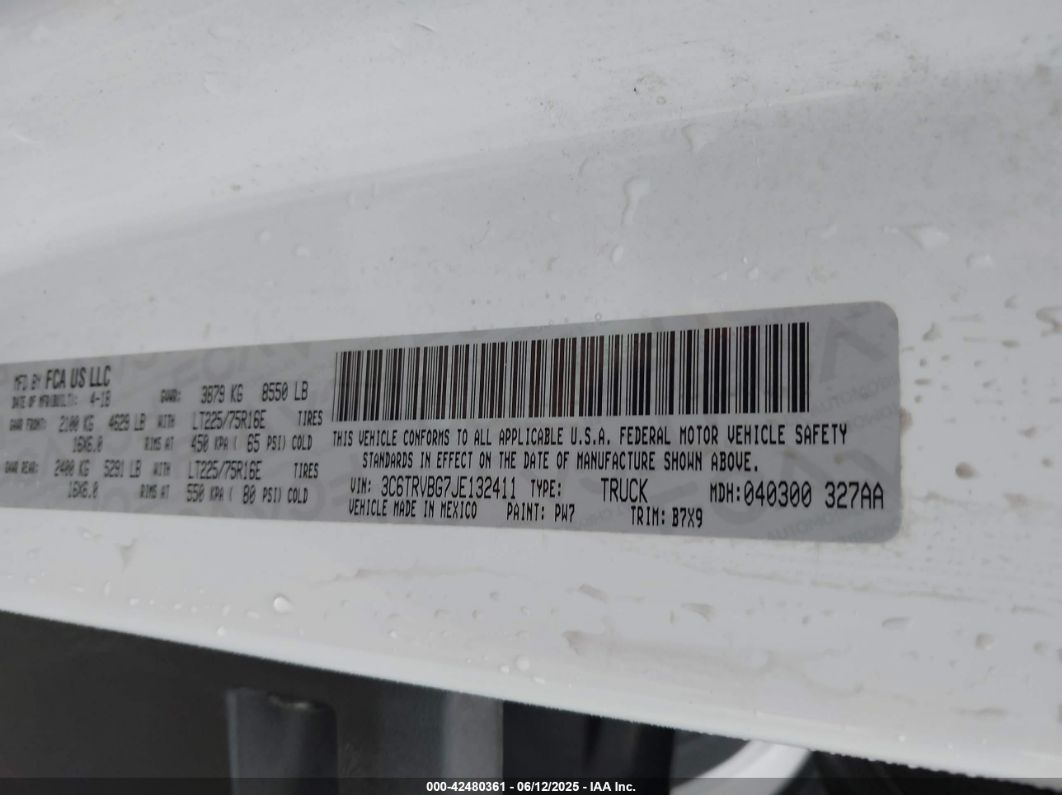 MFD BY FCA US LLC
DATE OF MFR(BUILT): 4-18 GVWR: 3879 KG 8550 LB
GAWR FRONT: 2100 KG 4629 LB WITH LT225/75R16E TIRES
16X6.0 RIMS AT 450 KPA ( 65 PSI) COLD
GAWR REAR: 2400 KG 5291 LB WITH LT225/75R16E TIRES
16X6.0 RIMS AT 550 KPA ( 80 PSI) COLD
THIS VEHICLE CONFORMS TO ALL APPLICABLE U.S.A. FEDERAL MOTOR VEHICLE SAFETY
STANDARDS IN EFFECT ON THE DATE OF MANUFACTURE SHOWN ABOVE.
VIN: 3C6TRVBG7JE132411 TYPE: TRUCK MDH:040300 327AA
VEHICLE MADE IN MEXICO PAINT: PW7 TRIM: B7X9
000-42480361 - 06/12/2025 - IAA Inc.